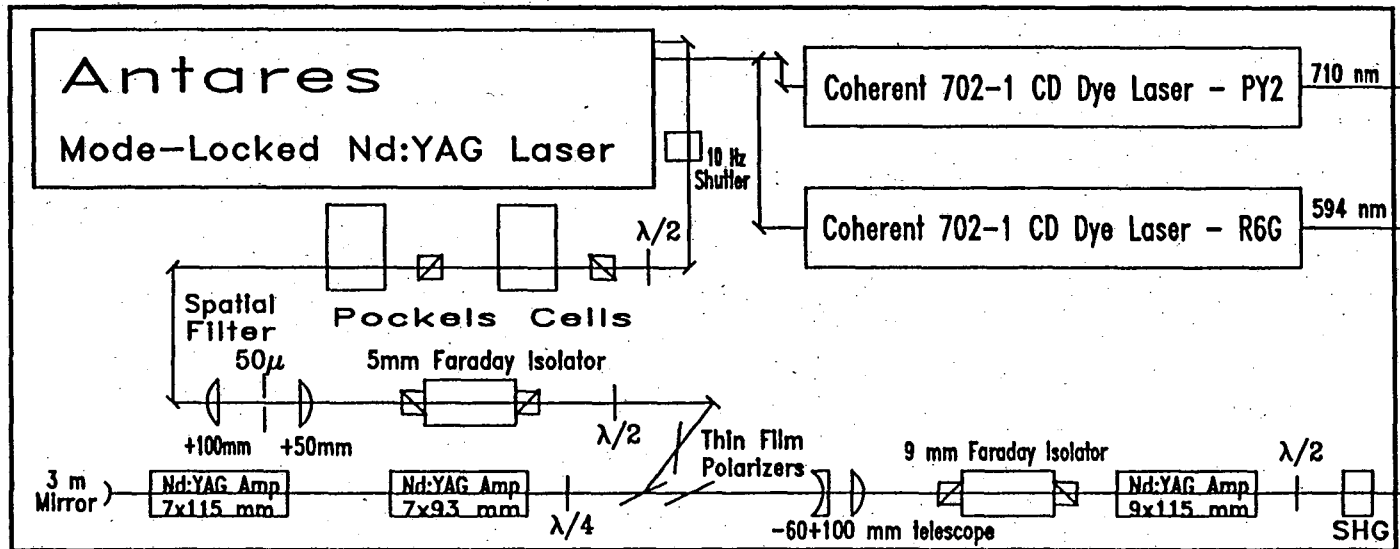 Antares
Mode-Locked Nd:YAG Laser
10 Hz
Shutter
Coherent 702-1 CD Dye Laser - PY2
710 nm
Coherent 702-1 CD Dye Laser - R6G
594 nm
λ/2
Pockels Cells
Spatial
Filter
50μ
+100mm
+50mm
5mm Faraday Isolator
λ/2
Thin Film
Polarizers
3 m
Mirror
Nd:YAG Amp
7x115 mm
Nd:YAG Amp
7x93 mm
λ/4
-60+100 mm telescope
9 mm Faraday Isolator
Nd:YAG Amp
9x115 mm
λ/2
SHG